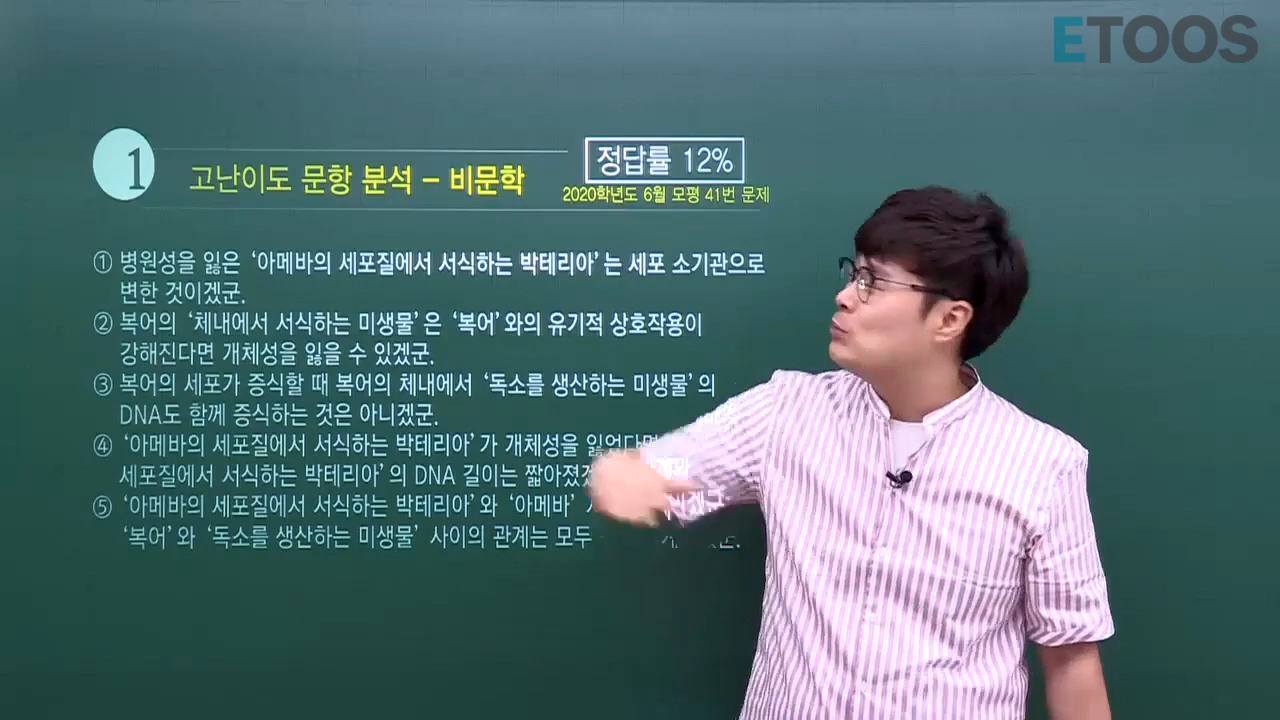 ETOOS
1
고난이도 문항 분석 – 비문학
정답률 12%
2020학년도 6월 모평 41번 문제
① 병원성을 잃은 ‘아메바의 세포질에서 서식하는 박테리아’는 세포 소기관으로
변한 것이겠군.
② 복어의 ‘체내에서 서식하는 미생물’은 ‘복어’와의 유기적 상호작용이
강해진다면 개체성을 잃을 수 있겠군.
③ 복어의 세포가 증식할 때 복어의 체내에서 ‘독소를 생산하는 미생물’의
DNA도 함께 증식하는 것은 아니겠군.
④ ‘아메바의 세포질에서 서식하는 박테리아’가 개체성을 잃었다면
세포질에서 서식하는 박테리아’의 DNA 길이는
⑤ ‘아메바의 세포질에서 서식하는 박테리아’와 ‘아메바’
‘복어’와 ‘독소를 생산하는 미생물’ 사이의 관계는 모두